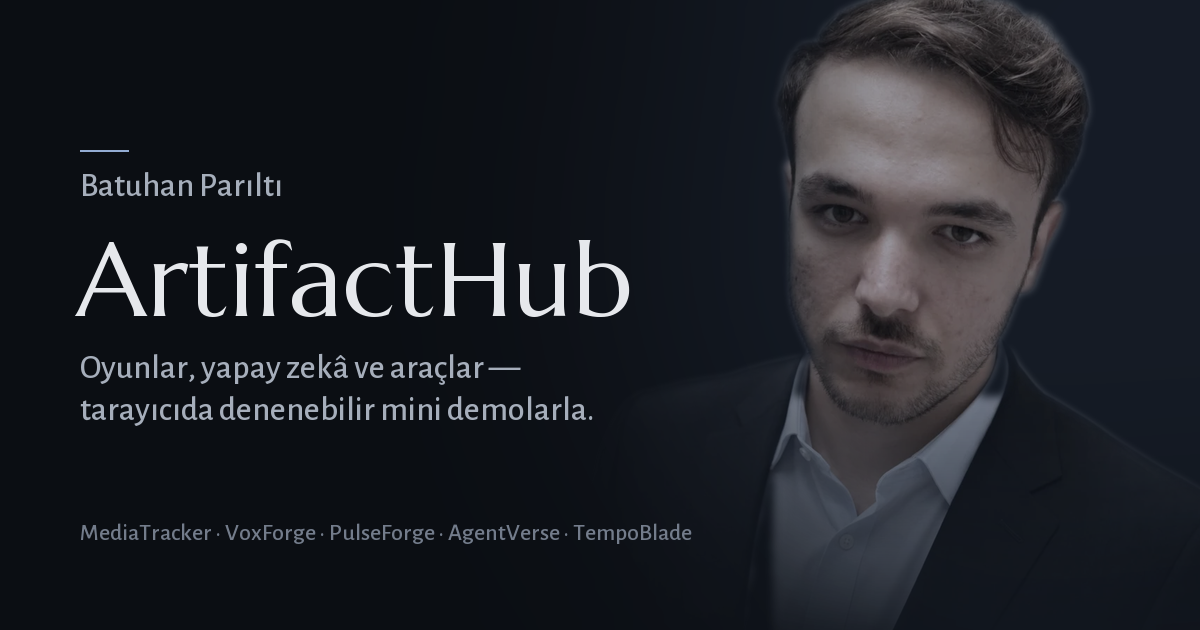 Batuhan Parıltı
ArtifactHub
Oyunlar, yapay zekâ ve araçlar —
tarayıcıda denenebilir mini demolarla.
MediaTracker · VoxForge · PulseForge · AgentVerse · TempoBlade